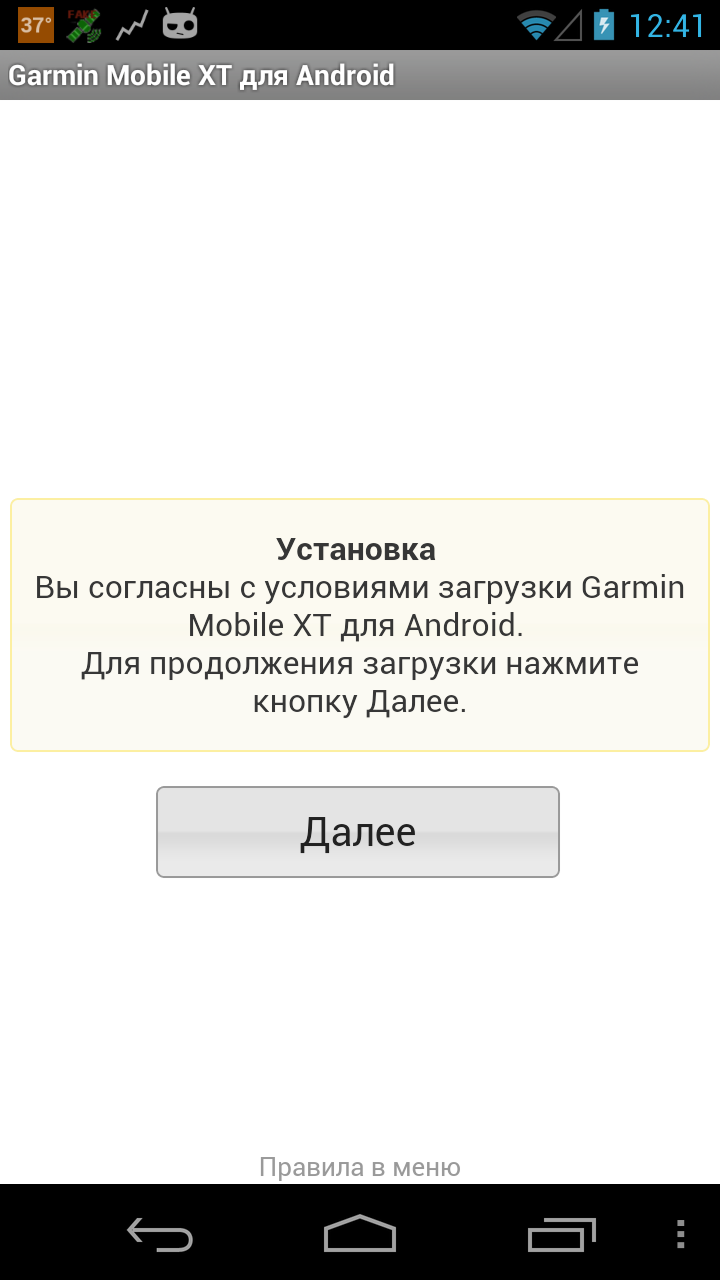 37°
FAKE
12:41
Garmin Mobile XT для Android
Установка
Вы согласны с условиями загрузки Garmin
Mobile XT для Android.
Для продолжения загрузки нажмите
кнопку Далее.
Далее
Правила в меню